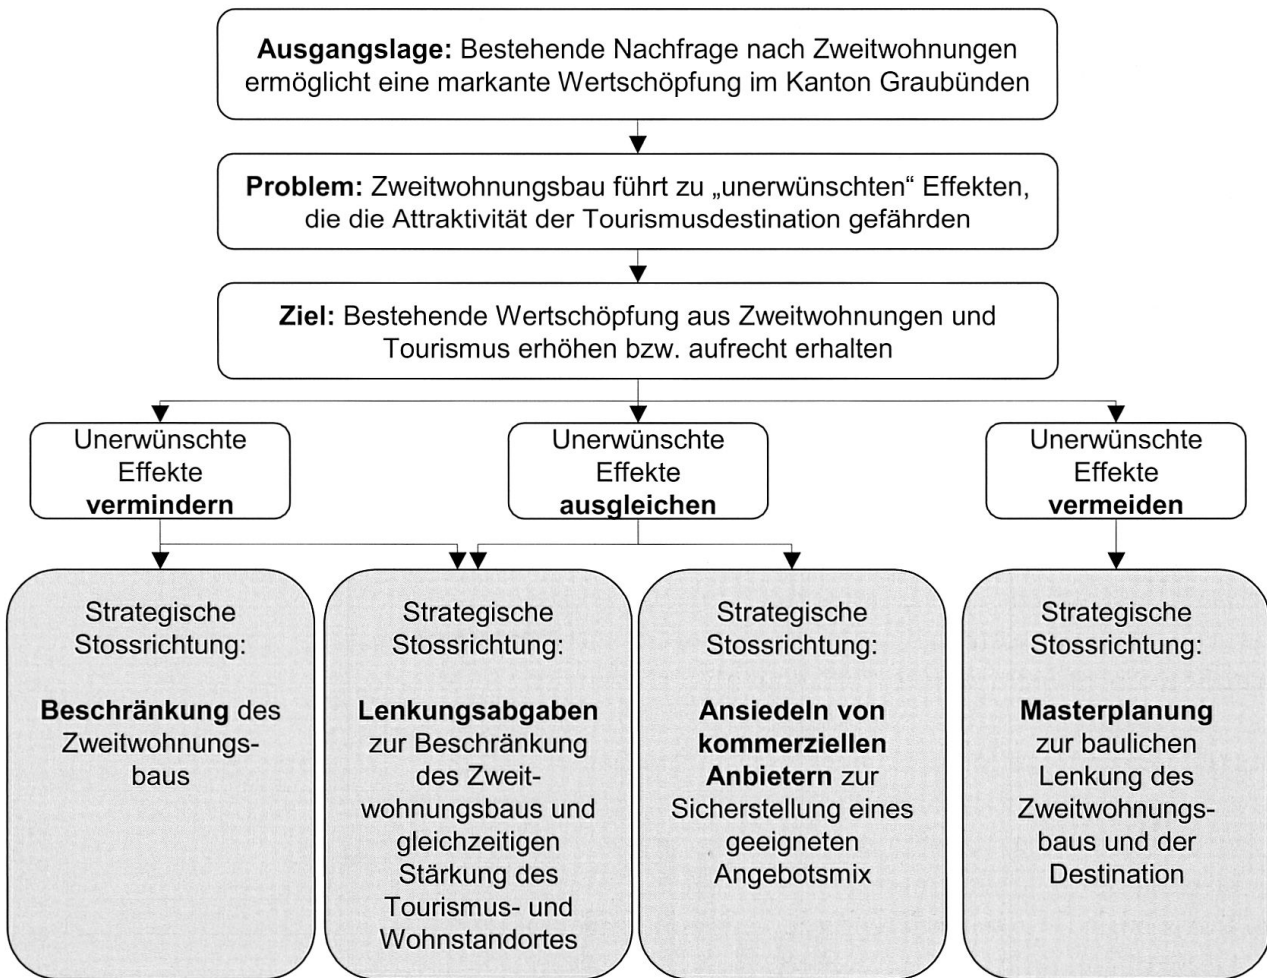 Ausgangslage: Bestehende Nachfrage nach Zweitwohnungen
ermöglicht eine markante Wertschöpfung im Kanton Graubünden
Problem: Zweitwohnungsbau führt zu „unerwünschten“ Effekten,
die die Attraktivität der Tourismusdestination gefährden
Ziel: Bestehende Wertschöpfung aus Zweitwohnungen und
Tourismus erhöhen bzw. aufrecht erhalten
Unerwünschte
Effekte
vermindern
Unerwünschte
Effekte
ausgleichen
Unerwünschte
Effekte
vermeiden
Strategische
Stossrichtung:
Beschränkung des
Zweitwohnungs-
baus
Strategische
Stossrichtung:
Lenkungsabgaben
zur Beschränkung
des Zweit-
wohnungsbaus und
gleichzeitigen
Stärkung des
Tourismus- und
Wohnstandortes
Strategische
Stossrichtung:
Ansiedeln von
kommerziellen
Anbietern zur
Sicherstellung eines
geeigneten
Angebotsmix
Strategische
Stossrichtung:
Masterplanung
zur baulichen
Lenkung des
Zweitwohnungs-
baus und der
Destination